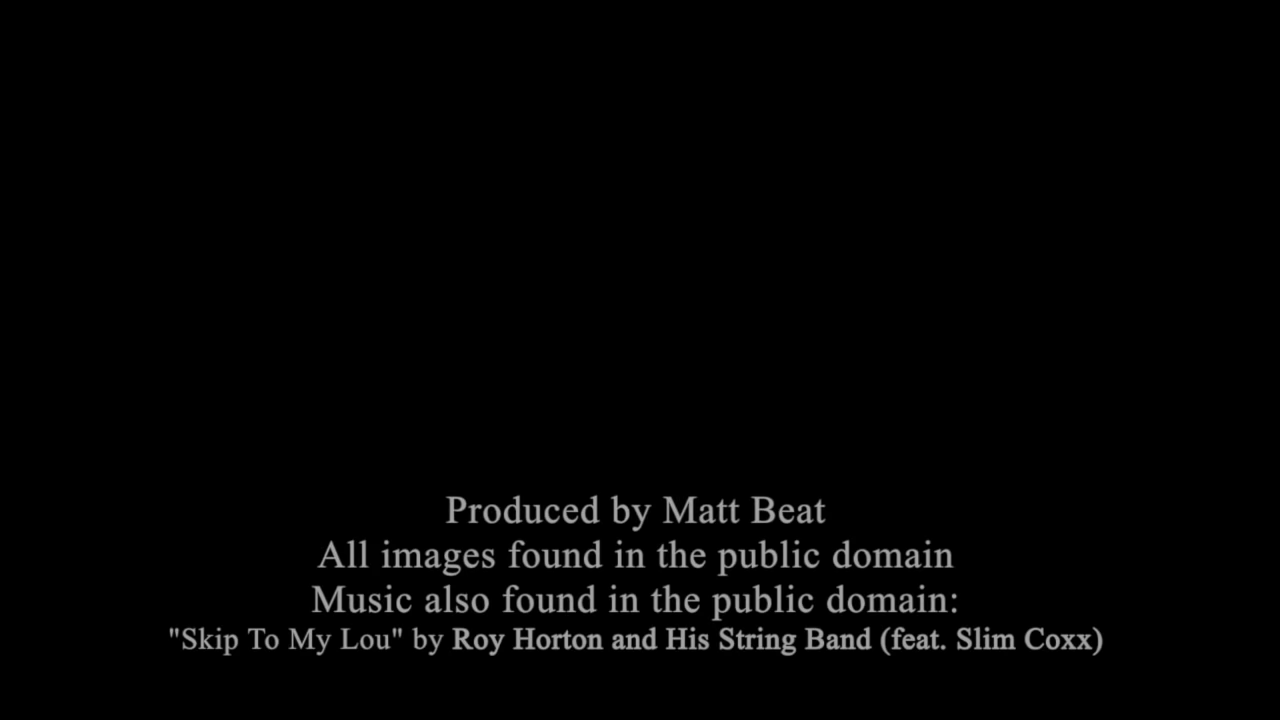 Produced by Matt Beat
All images found in the public domain
Music also found in the public domain:
"Skip To My Lou" by Roy Horton and His String Band (feat. Slim Coxx)